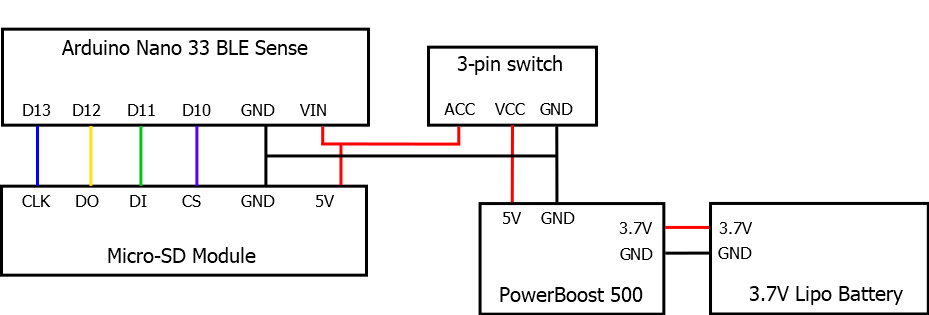 Arduino Nano 33 BLE Sense
D13 D12 D11 D10 GND VIN
3-pin switch
ACC VCC GND
CLK DO DI CS GND 5V
Micro-SD Module
5V GND
3.7V
GND
PowerBoost 500
3.7V
GND
3.7V Lipo Battery